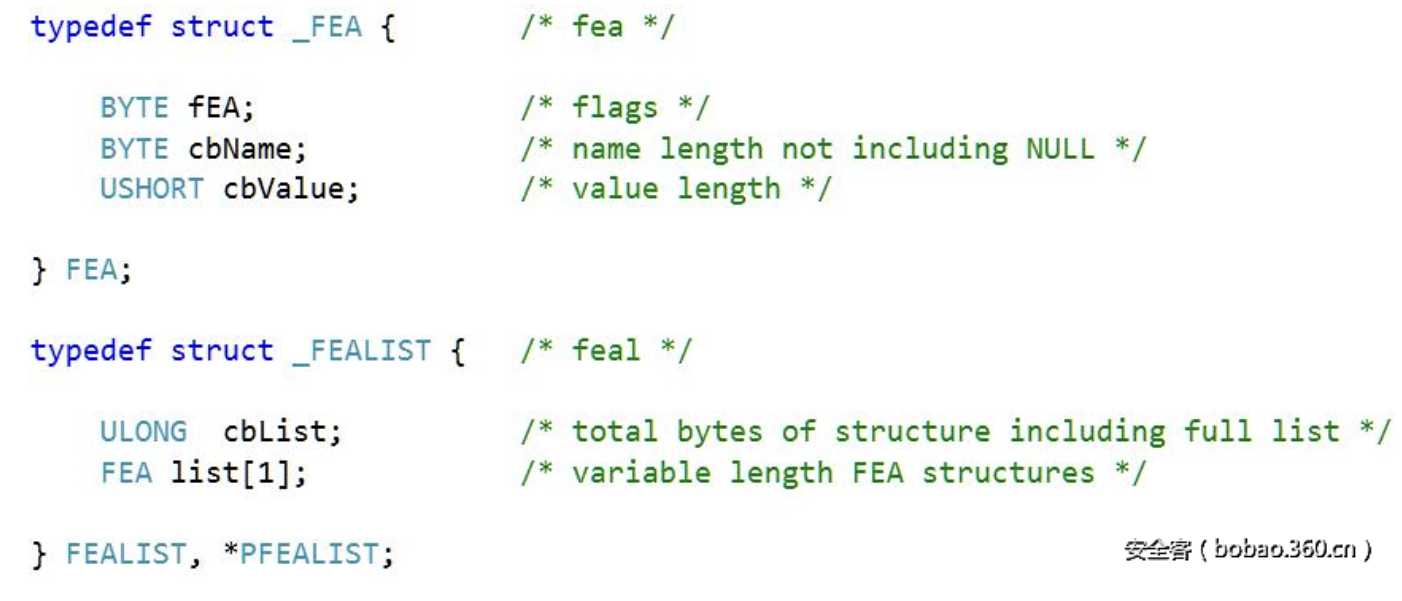 typedef struct _FEA { /* fea */
BYTE fEA; /* flags */
BYTE cbName; /* name length not including NULL */
USHORT cbValue; /* value length */
} FEA;
typedef struct _FEALIST { /* feal */
ULONG cbList; /* total bytes of structure including full list */
FEA list[1]; /* variable length FEA structures */
} FEALIST, *PFEALIST;
安全客 ( bobao.360.cn )